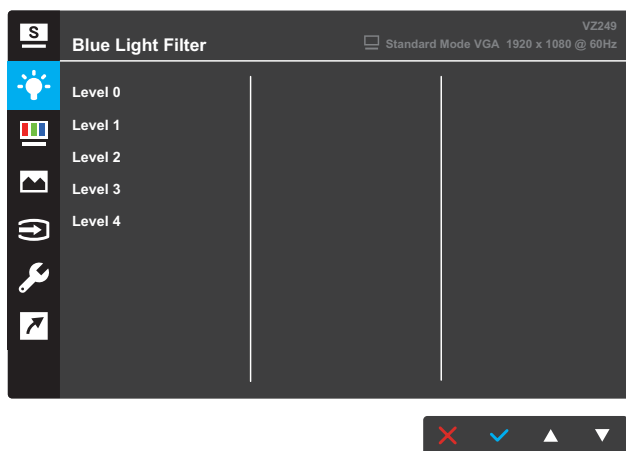 S
VZ249
Blue Light Filter
Standard Mode VGA 1920 x 1080 @ 60Hz
Level 0
Level 1
Level 2
Level 3
Level 4